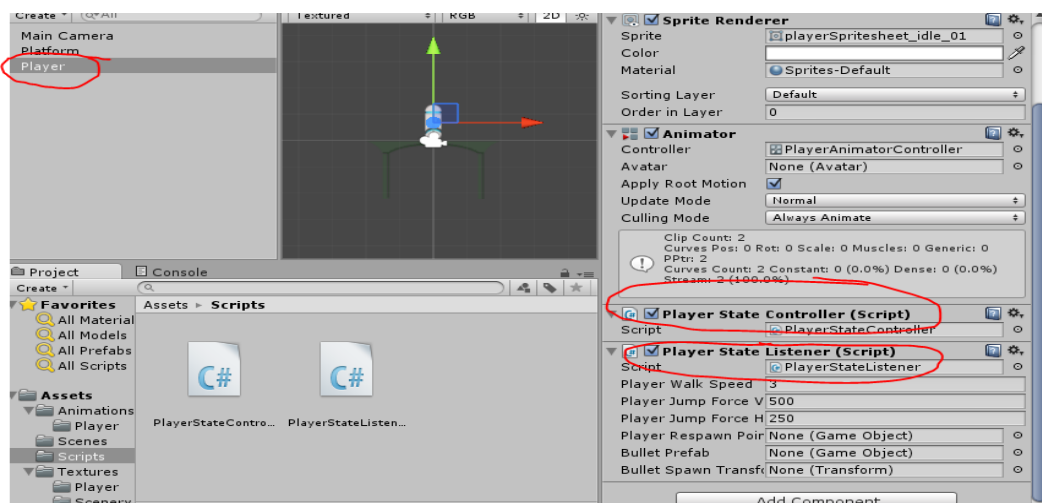 Create
Q▾All
Textured
RGB
2D
Main Camera
Platform
Player
Sprite Renderer
Sprite
playerSpritesheet_idle_01
Color
Material
Sprites-Default
Sorting Layer
Default
Order in Layer
0
Animator
Controller
PlayerAnimatorController
Avatar
None (Avatar)
Apply Root Motion
Update Mode
Normal
Culling Mode
Always Animate
Clip Count: 2
Curves Pos: 0 Rot: 0 Scale: 0 Muscles: 0 Generic: 0
PPtr: 2
Curves Count: 2 Constant: 0 (0.0%) Dense: 0 (0.0%)
Stream: 2 (100.0%)
Player State Controller (Script)
Script
PlayerStateController
Player State Listener (Script)
Script
PlayerStateListener
Player Walk Speed
3
Player Jump Force V
500
Player Jump Force H
250
Player Respawn Poir
None (Game Object)
Bullet Prefab
None (Game Object)
Bullet Spawn Transf
None (Transform)
Add Component
Project
Console
Create
Favorites
All Material
All Models
All Prefabs
All Scripts
Assets
Animations
Player
Scenes
Scripts
Textures
Player
Scenery
Assets ▸ Scripts
C#
C#
PlayerStateContro...
PlayerStateListen...